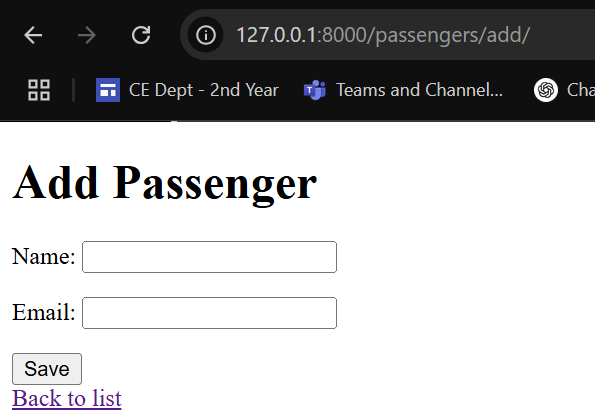 127.0.0.1:8000/passengers/add/
CE Dept - 2nd Year Teams and Channel... Cha
Add Passenger
Name:
Email:
Save
Back to list